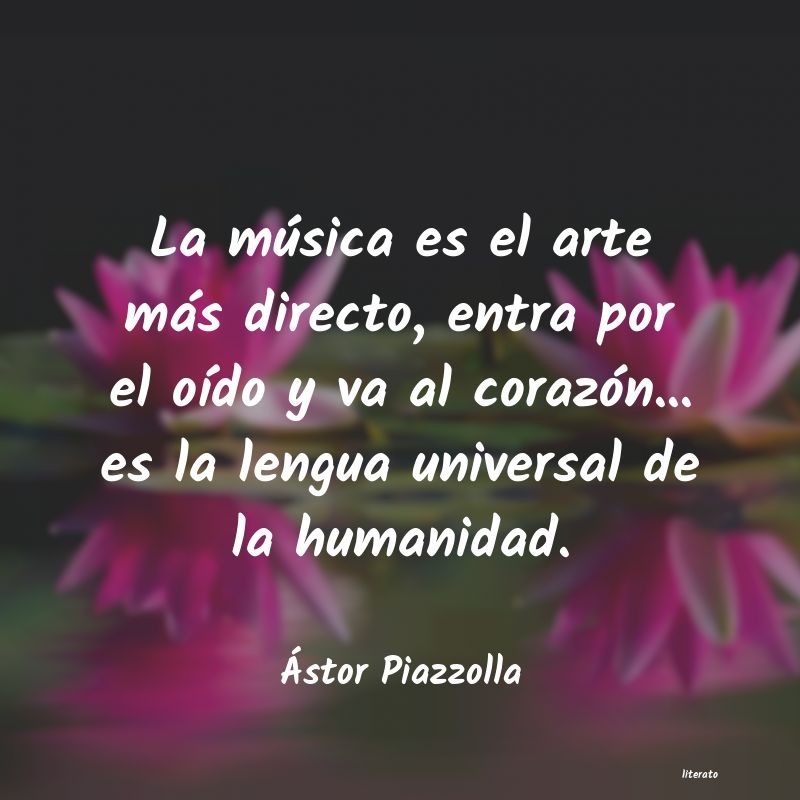 La música es el arte
más directo, entra por
el oído y va al corazón...
es la lengua universal de
la humanidad.
Ástor Piazzolla
literato